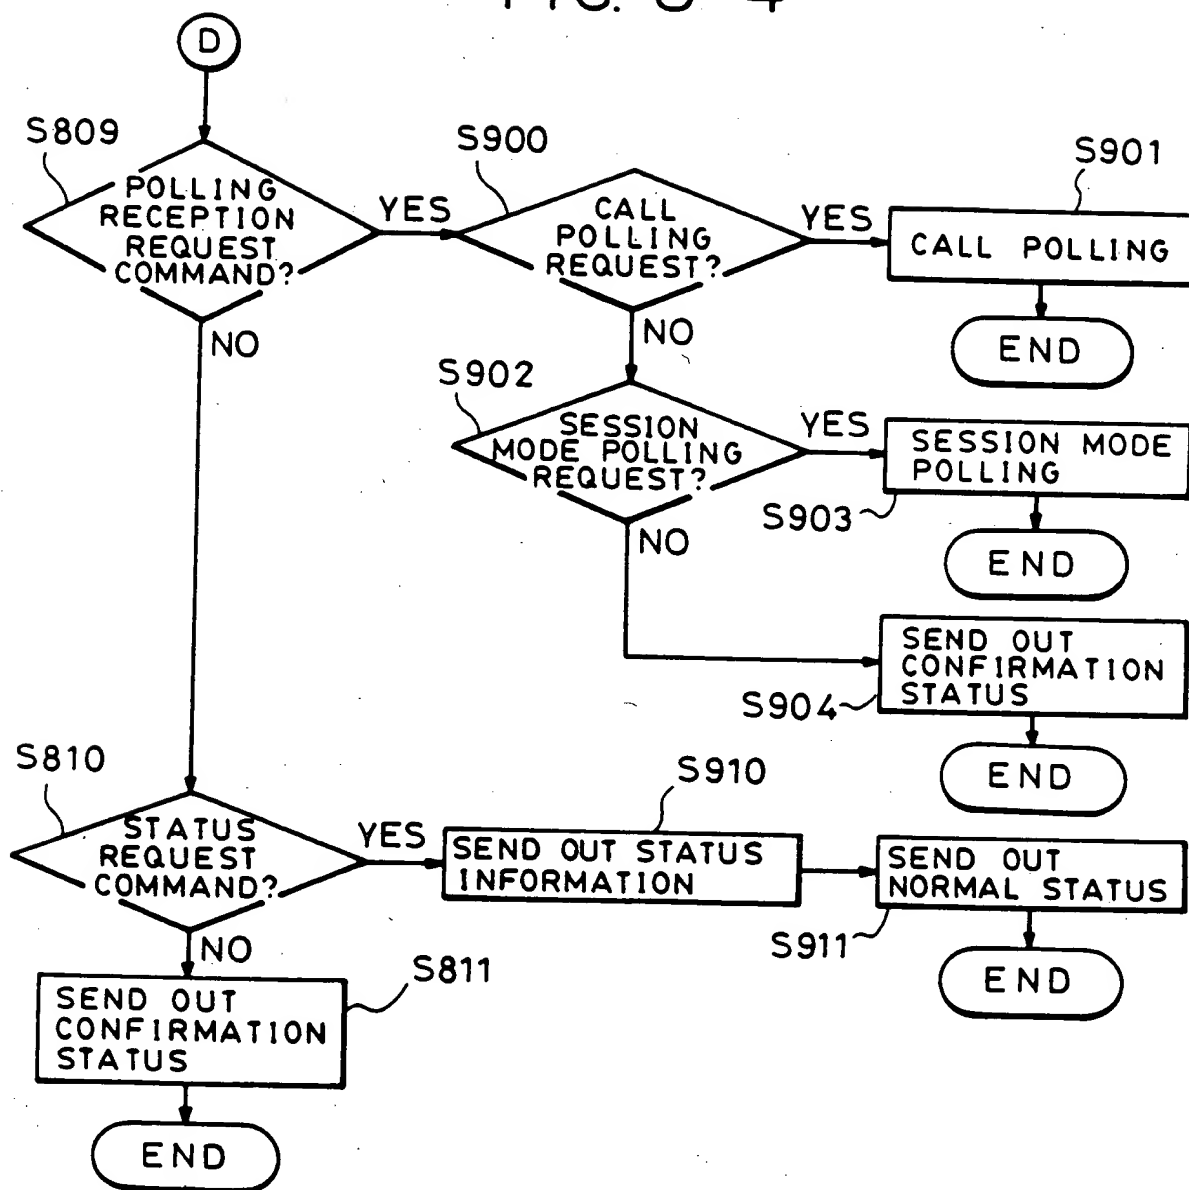 D
S809
POLLING
RECEPTION
REQUEST
COMMAND?
YES
NO
S900
CALL
POLLING
REQUEST?
YES
NO
S901
CALL POLLING
END
S902
SESSION
MODE POLLING
REQUEST?
YES
NO
SESSION MODE
POLLING
S903
END
SEND OUT
CONFIRMATION
STATUS
S904
END
S810
STATUS
REQUEST
COMMAND?
YES
NO
S910
SEND OUT STATUS
INFORMATION
SEND OUT
NORMAL STATUS
S911
END
S811
SEND OUT
CONFIRMATION
STATUS
END